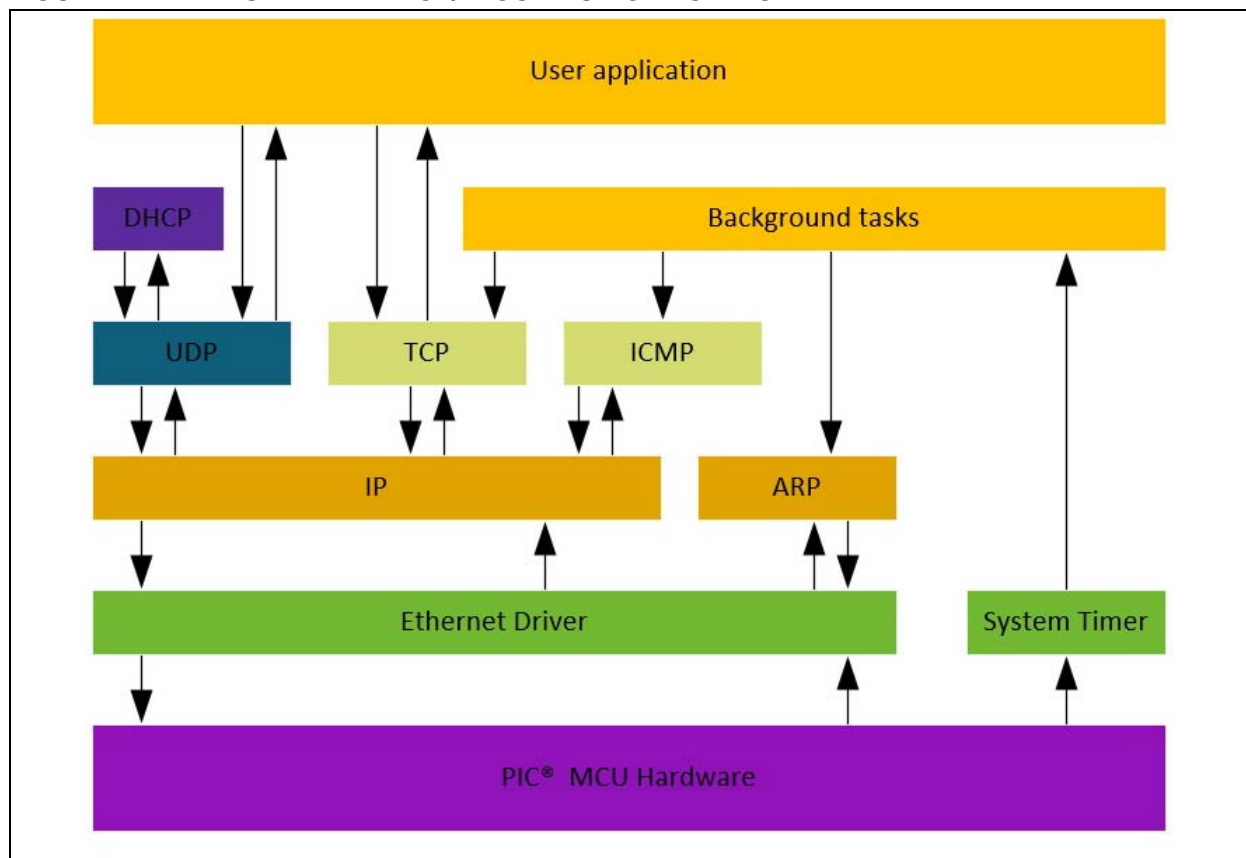 User application
DHCP
Background tasks
UDP
TCP
ICMP
IP
ARP
Ethernet Driver
System Timer
PIC® MCU Hardware